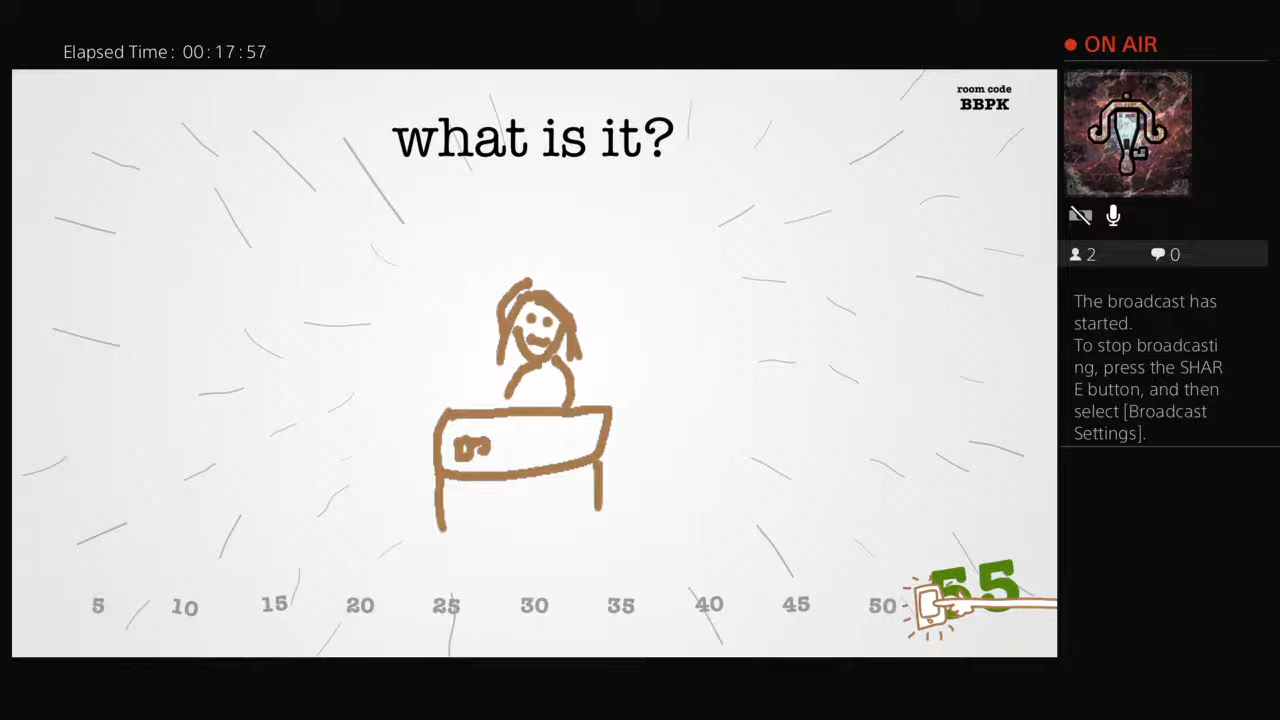 Elapsed Time: 00:17:57
ON AIR
room code
BBPK
what is it?
2
0
The broadcast has
started.
To stop broadcasti
ng, press the SHAR
E button, and then
select [Broadcast
Settings].
5 10 15 20 25 30 35 40 45 50 55